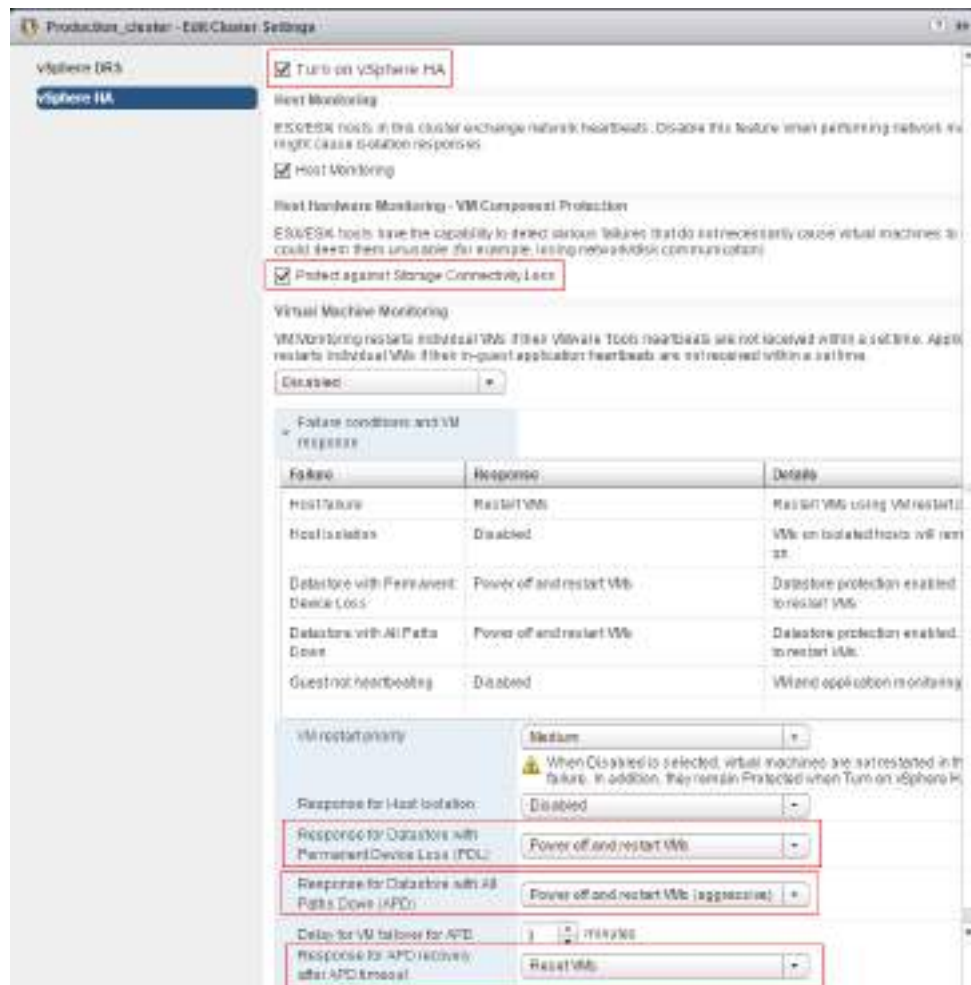 Production_cluster - Edit Cluster Settings
vSphere DRS
vSphere HA
Turn on vSphere HA
Host Monitoring
ESX/ESXi hosts in this cluster exchange network heartbeats. Disable this feature when performing network
might cause isolation responses.
Host Monitoring
Host Hardware Monitoring - VM Component Protection
ESX/ESXi hosts have the capability to detect various failures that do not necessarily cause virtual machines to
could deem them unusable (for example, losing network/disk communication)
Protect against Storage Connectivity Loss
Virtual Machine Monitoring
VM Monitoring restarts individual VMs if their VMware Tools heartbeats are not received within a set time.
restarts individual VMs if their in-guest application heartbeats are not received within a set time.
Disabled
Failure conditions and VM
response
Failure Response Details
Host failure Restart VMs Restart VMs using VM restart
Host isolation Disabled VMs on isolated hosts will
on
Datastore with Permanent Power off and restart VMs Datastore protection enabled.
Device Loss to restart VMs.
Datastore with All Paths Power off and restart VMs Datastore protection enabled.
Down to restart VMs.
Guest not heartbeating Disabled VM and application monitoring
VM restart priority Medium
When Disabled is selected, virtual machines are not restarted in
failure. In addition, they remain Protected when Turn on vSphere
Response for Host Isolation Disabled
Response for Datastore with
Permanent Device Loss (PDL) Power off and restart VMs
Response for Datastore with All
Paths Down (APD) Power off and restart VMs (aggressive)
Delay for VM failover for APD minutes
Response for APD recovery
after APD timeout Reset VMs